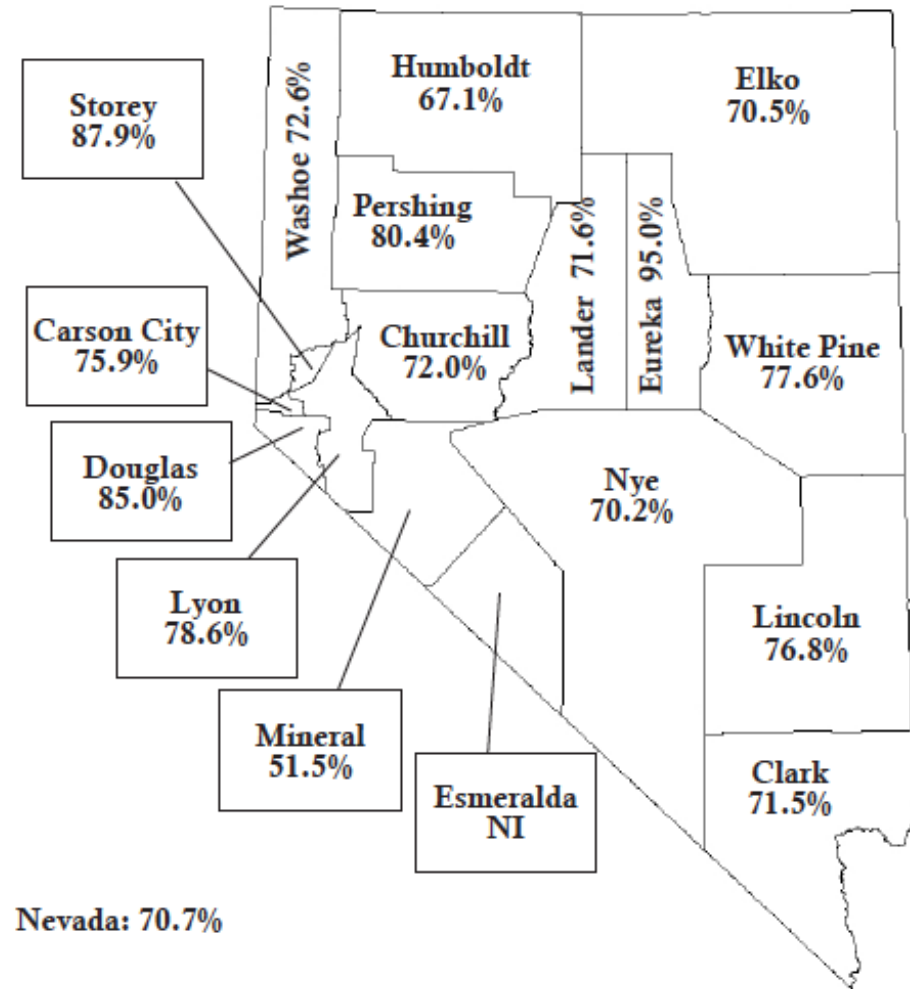 Humboldt
67.1%
Elko
70.5%
Storey
87.9%
Washoe 72.6%
Pershing
80.4%
Lander 71.6%
Eureka 95.0%
Carson City
75.9%
Churchill
72.0%
White Pine
77.6%
Douglas
85.0%
Nye
70.2%
Lyon
78.6%
Lincoln
76.8%
Mineral
51.5%
Esmeralda
NI
Clark
71.5%
Nevada: 70.7%